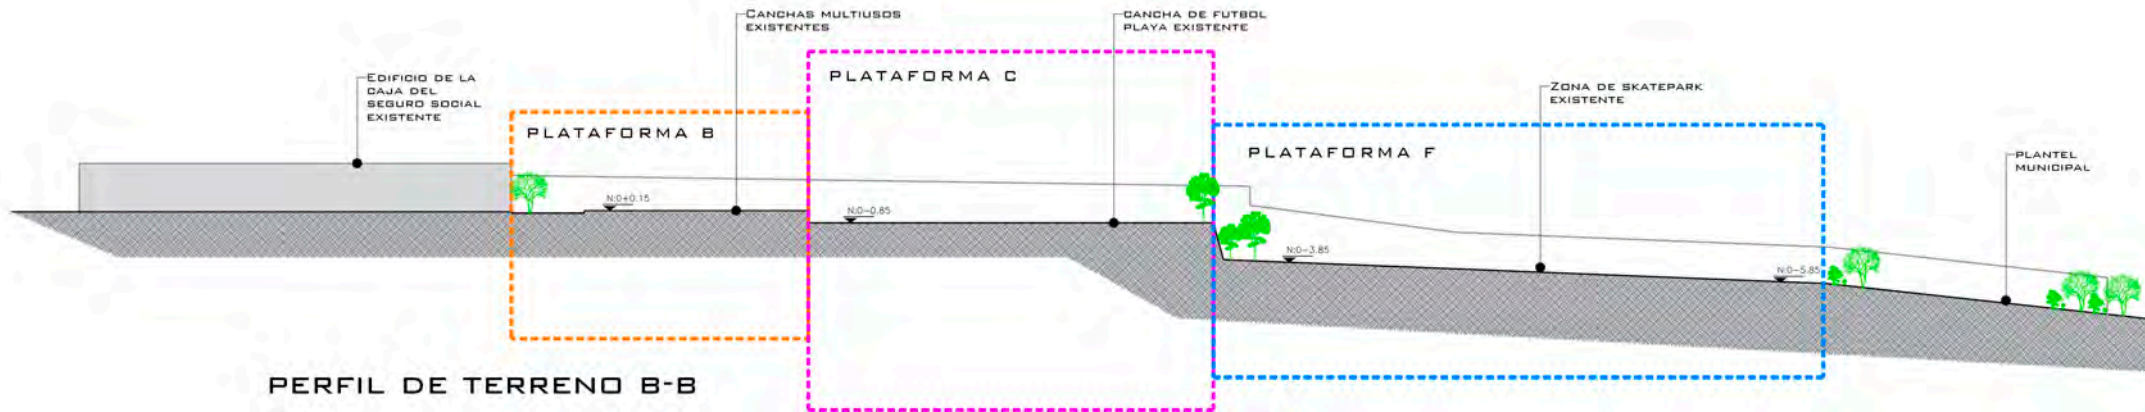 CANCHAS MULTIUSOS
EXISTENTES
CANCHA DE FUTBOL
PLAYA EXISTENTE
PLATAFORMA C
EDIFICIO DE LA
CAJA DEL
SEGURO SOCIAL
EXISTENTE
ZONA DE SKATEPARK
EXISTENTE
PLATAFORMA B
PLATAFORMA F
PLANTEL
MUNICIPAL
N:0+0.15
N:0-0.85
N:0-3.85
N:0-5.85
PERFIL DE TERRENO B-B